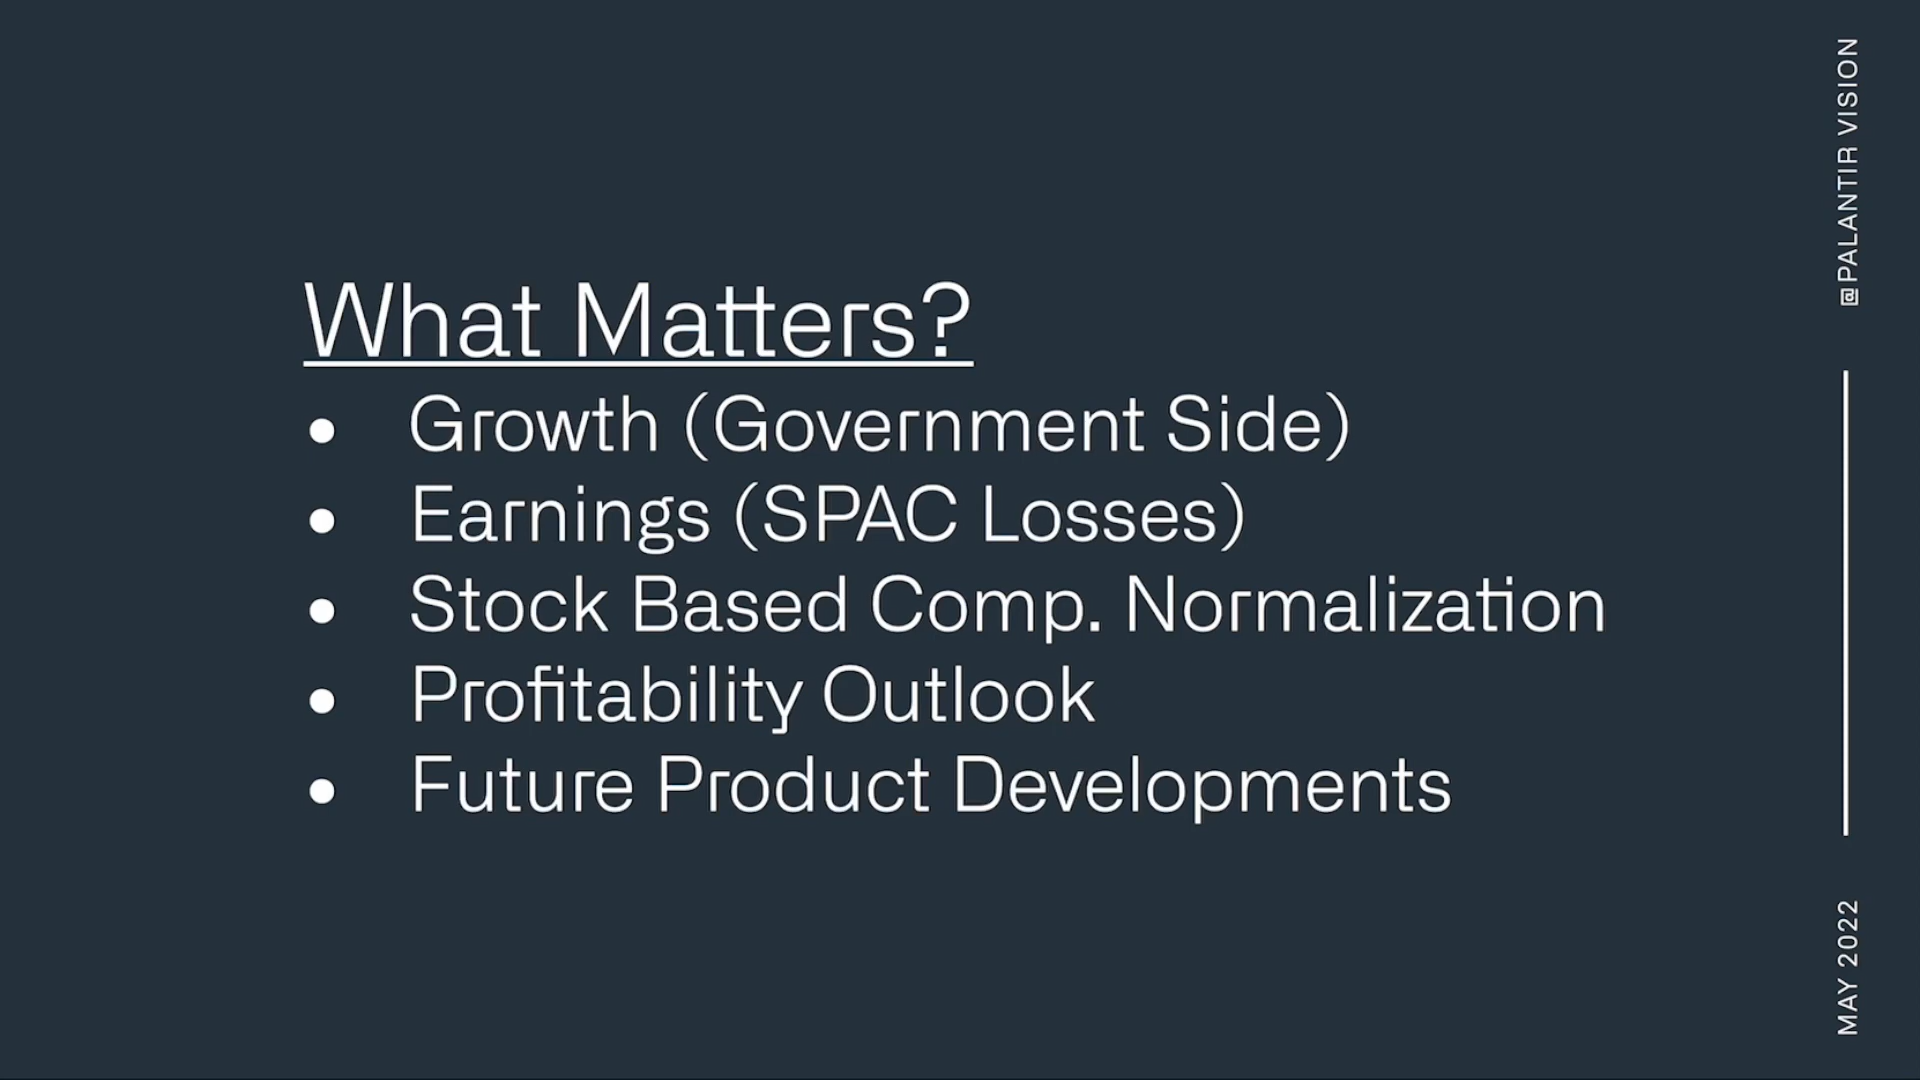 What Matters?
• Growth (Government Side)
• Earnings (SPAC Losses)
• Stock Based Comp. Normalization
• Profitability Outlook
• Future Product Developments
@PALANTIR VISION
MAY 2022